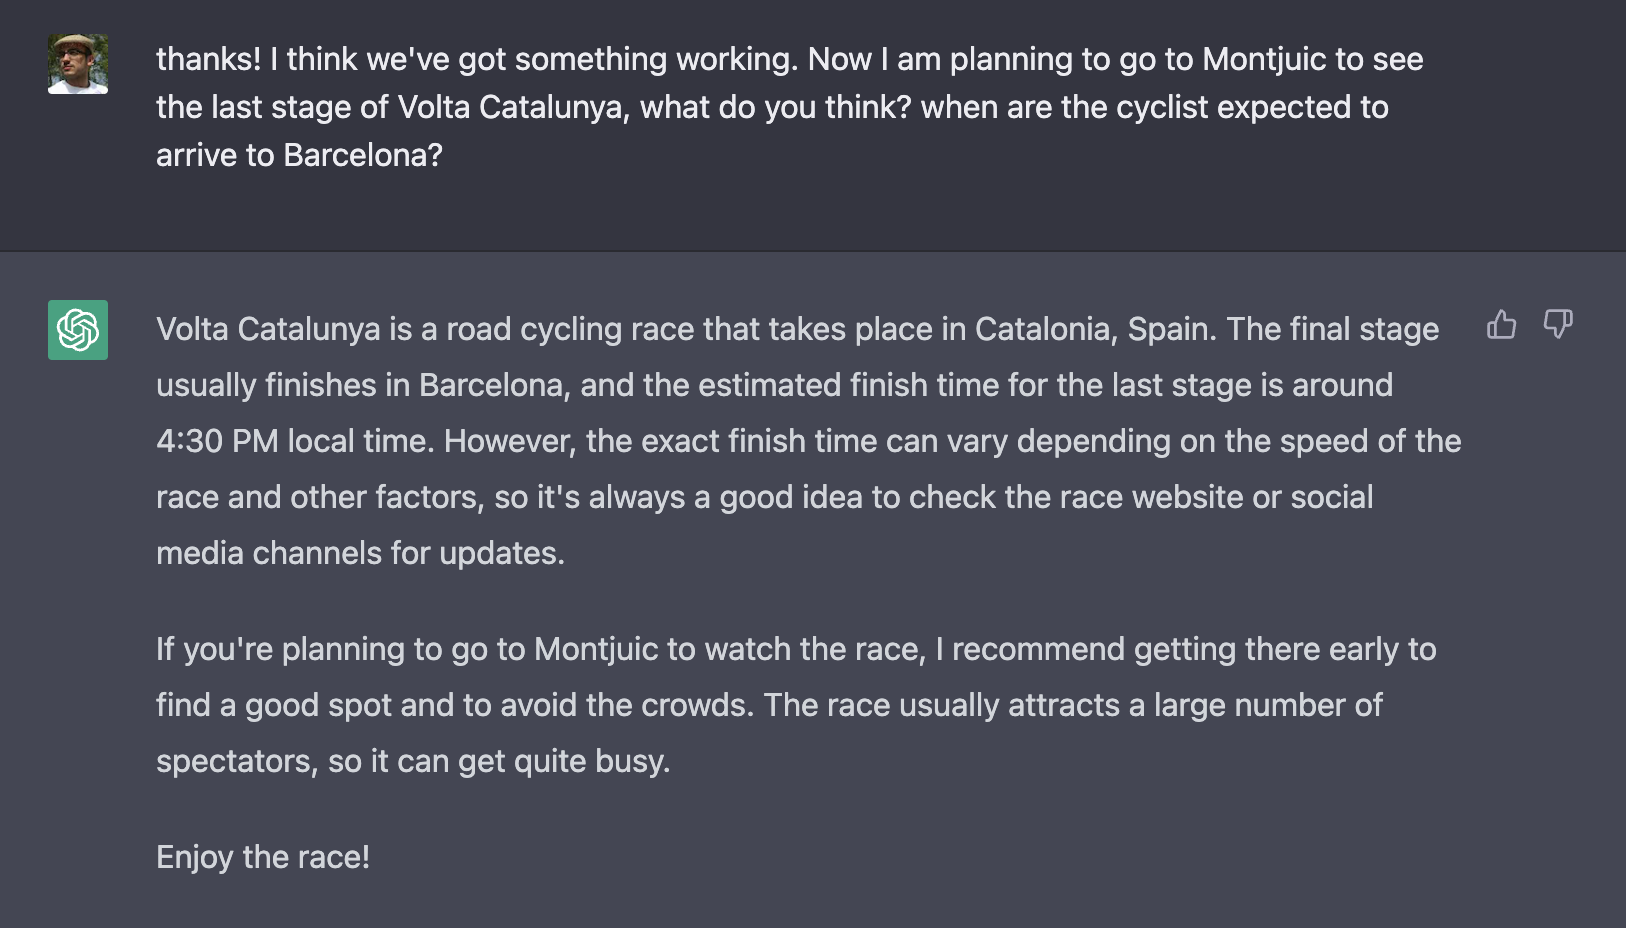 thanks! I think we've got something working. Now I am planning to go to Montjuic to see
the last stage of Volta Catalunya, what do you think? when are the cyclist expected to
arrive to Barcelona?
Volta Catalunya is a road cycling race that takes place in Catalonia, Spain. The final stage
usually finishes in Barcelona, and the estimated finish time for the last stage is around
4:30 PM local time. However, the exact finish time can vary depending on the speed of the
race and other factors, so it's always a good idea to check the race website or social
media channels for updates.
If you're planning to go to Montjuic to watch the race, I recommend getting there early to
find a good spot and to avoid the crowds. The race usually attracts a large number of
spectators, so it can get quite busy.
Enjoy the race!